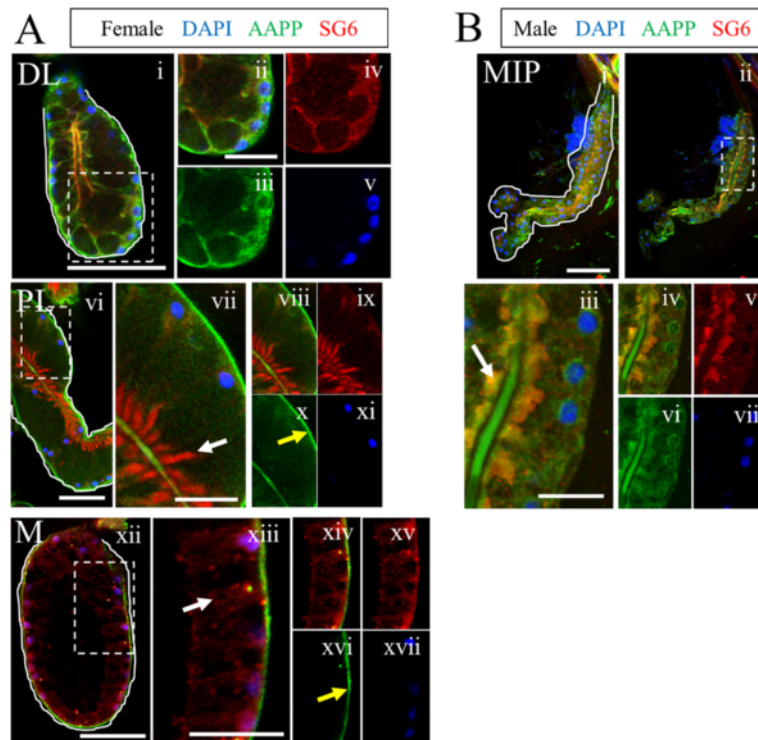 A
Female DAPI AAPP SG6
DL i ii iv
iii v
PL vi vii viii ix
x xi
M xii xiii xiv xv
xvi xvii
B
Male DAPI AAPP SG6
MIP i ii
iii iv v
vi vii